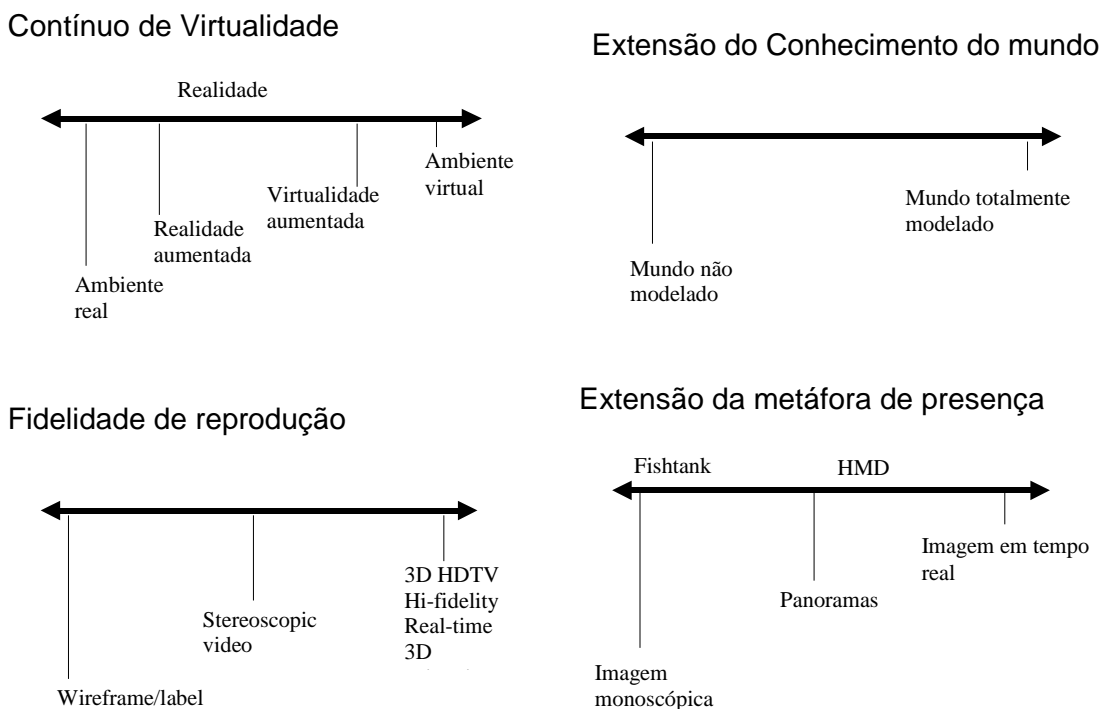 Contínuo de Virtualidade
Realidade
Ambiente
real
Realidade
aumentada
Virtualidade
aumentada
Ambiente
virtual
Extensão do Conhecimento do mundo
Mundo não
modelado
Mundo totalmente
modelado
Fidelidade de reprodução
Wireframe/label
Stereoscopic
video
3D HDTV
Hi-fidelity
Real-time
3D
Extensão da metáfora de presença
Fishtank
HMD
Imagem
monoscópica
Panoramas
Imagem em tempo
real